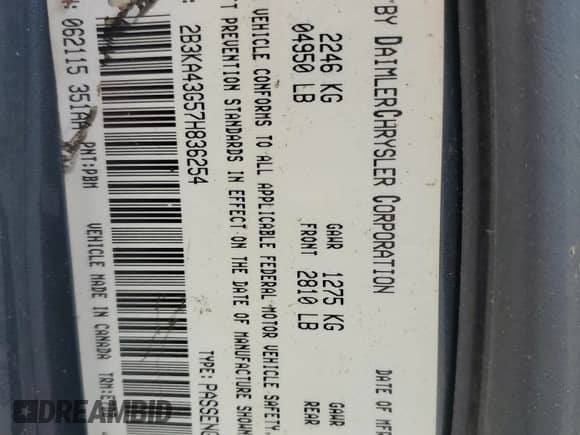 BY DAIMLERCHRYSLER CORPORATION DATE OF MFR
2246 KG GAWR 1275 KG GAWR
04950 LB FRONT 2810 LB REAR
VEHICLE CONFORMS TO ALL APPLICABLE FEDERAL MOTOR VEHICLE SAFETY,
T PREVENTION STANDARDS IN EFFECT ON THE DATE OF MANUFACTURE SHOWN
2B3KA43G57H836254 TYPE:PASSENG
062115 351AA PNT:PBM VEHICLE MADE IN CANADA TRM:E
DREAMBID